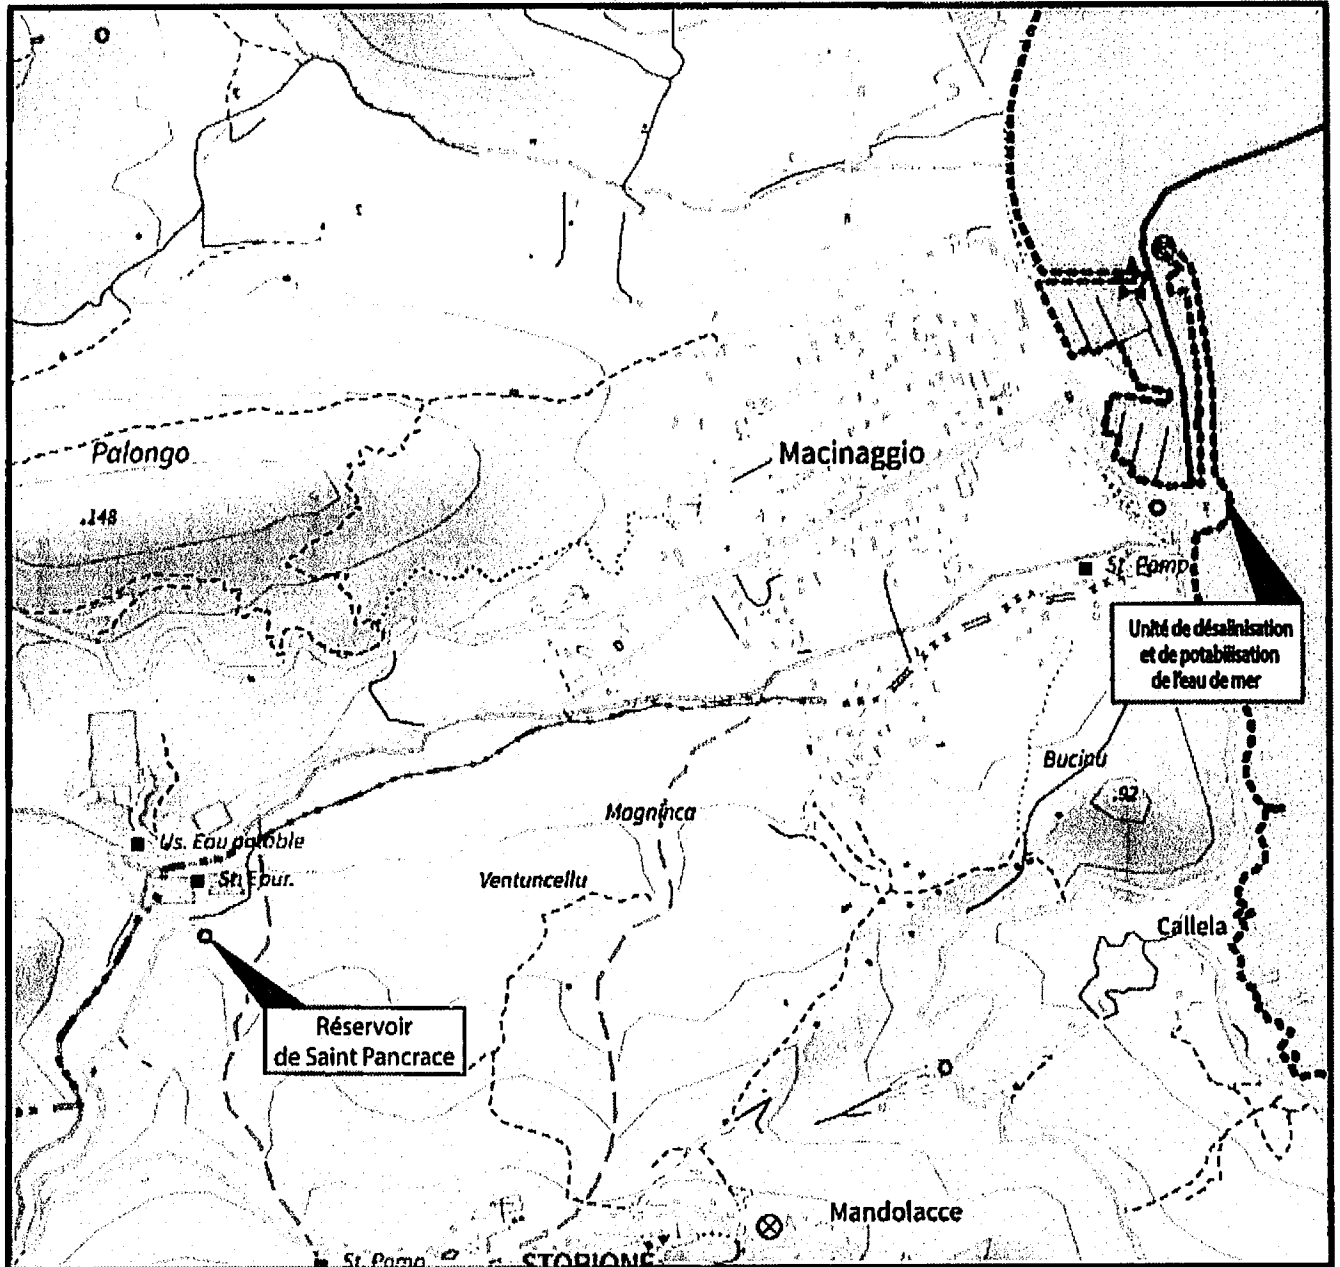 Palongo
Macinaggio
.148
St. Pomp.
Unité de désalinisation
et de potabilisation
de l'eau de mer
Bucinu
.92
Magninca
Us. Eau potable
St. Epur.
Ventuncellu
Callela
Réservoir
de Saint Pancrace
Mandolacce
St. Pomp.
STORIONE